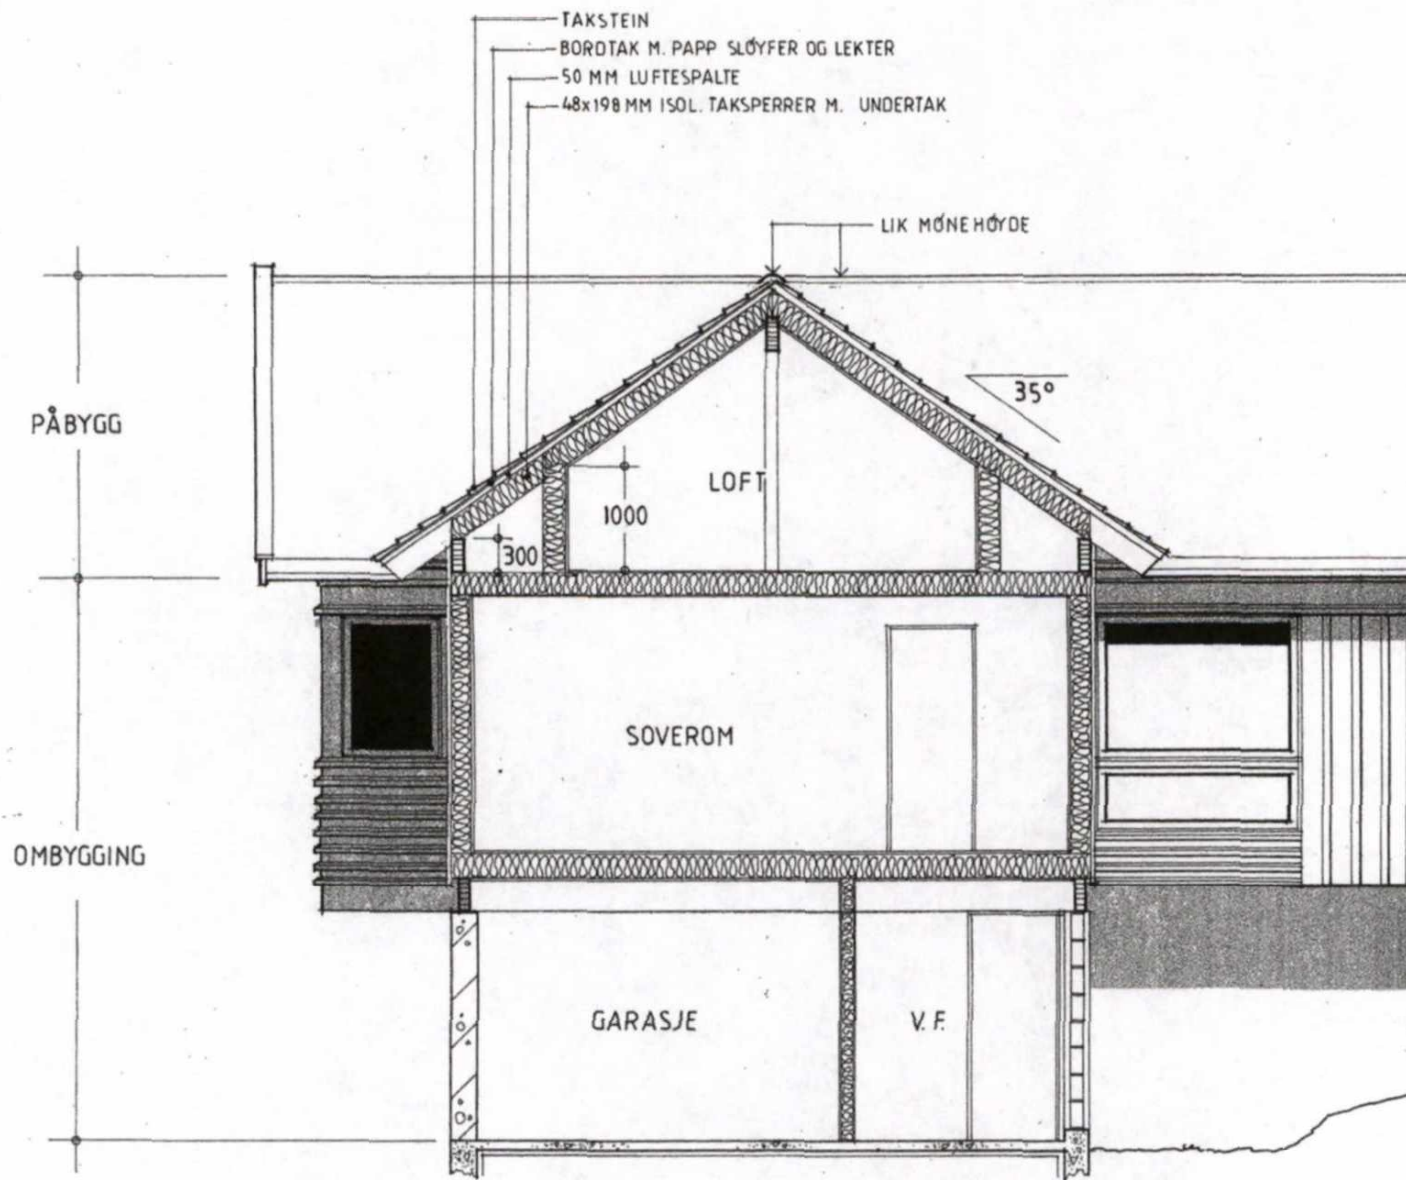 TAKSTEIN
BORDTAK M. PAPP SLØYFER OG LEKTER
50 MM LUFTESPALTE
48x198 MM ISOL. TAKSPERRER M. UNDERTAK
LIK MØNEHØYDE
35°
PÅBYGG
LOFT
1000
300
SOVEROM
OMBYGGING
GARASJE
V. F.